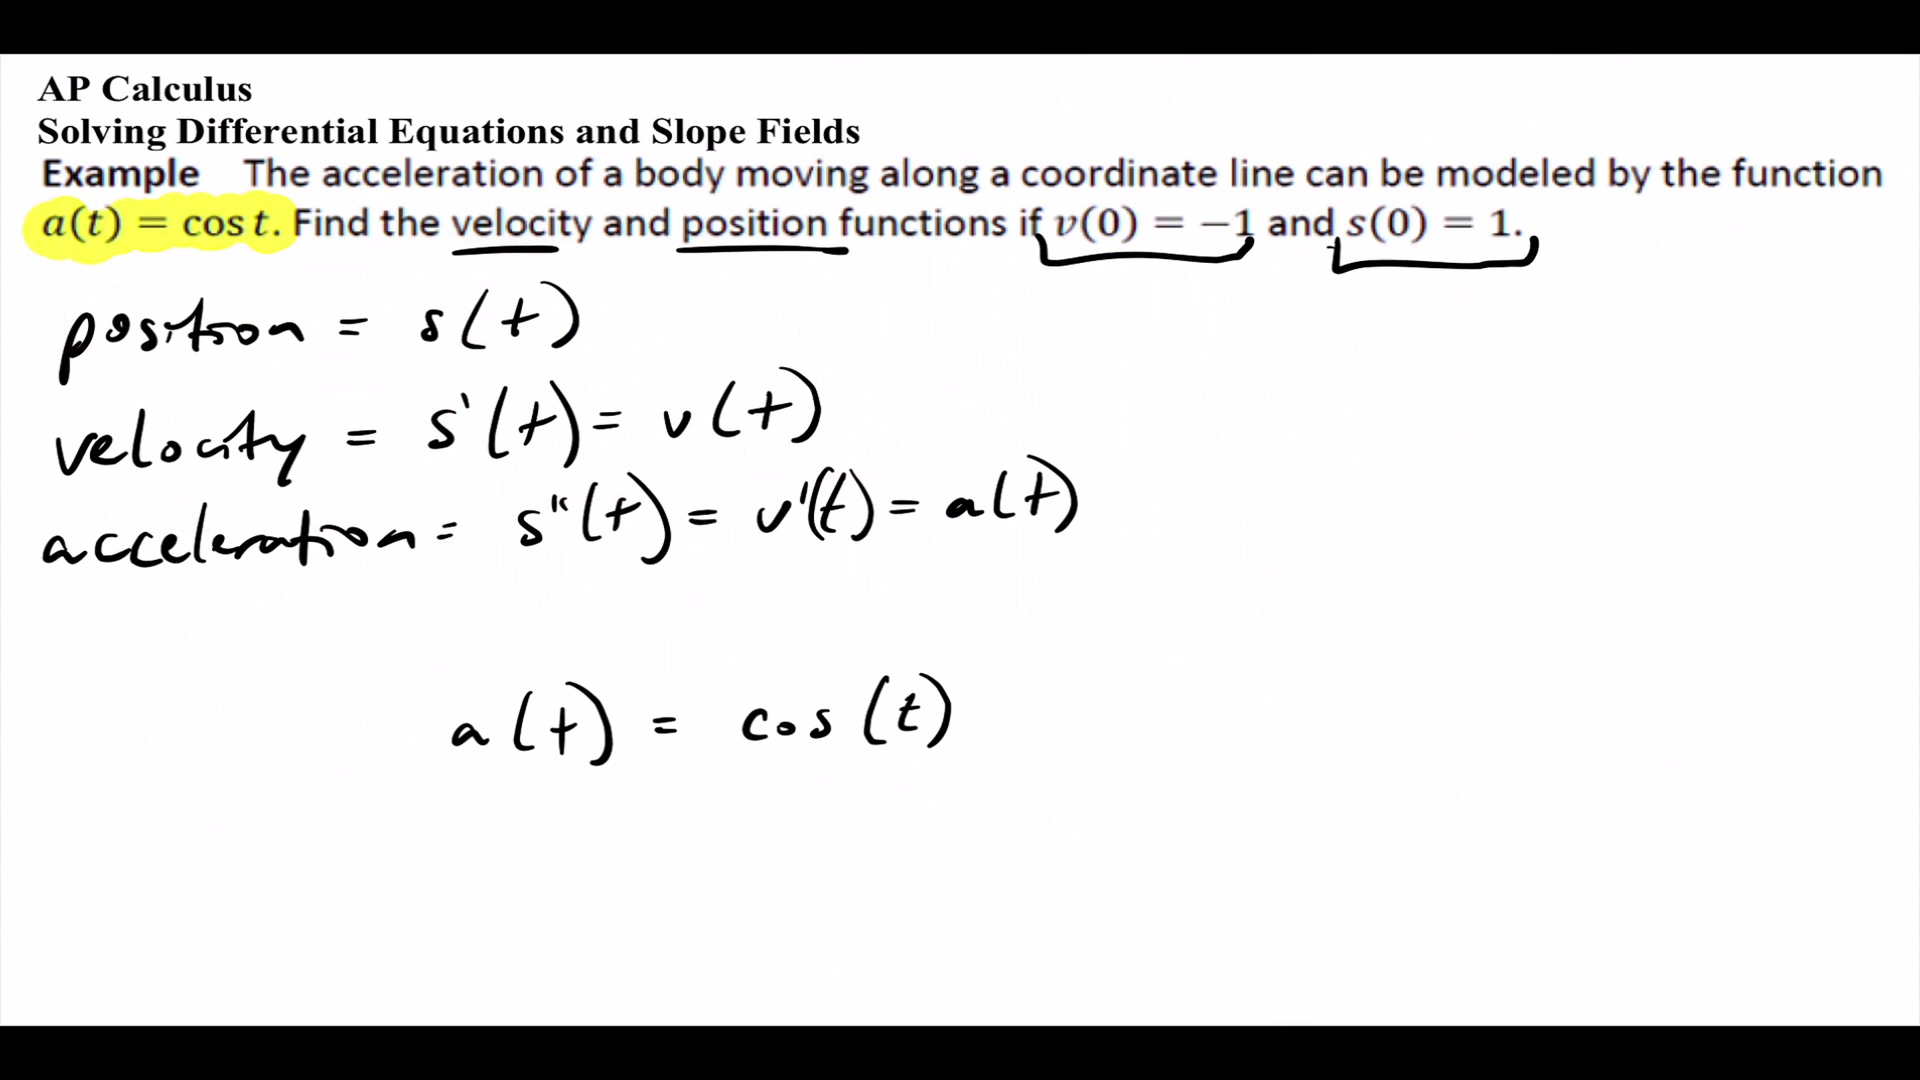 AP Calculus
Solving Differential Equations and Slope Fields
Example The acceleration of a body moving along a coordinate line can be modeled by the function
a(t) = cos t. Find the velocity and position functions if v(0) = −1 and s(0) = 1.
position = s(t)
velocity = s'(t) = v(t)
acceleration = s''(t) = v'(t) = a(t)
a(t) = cos(t)